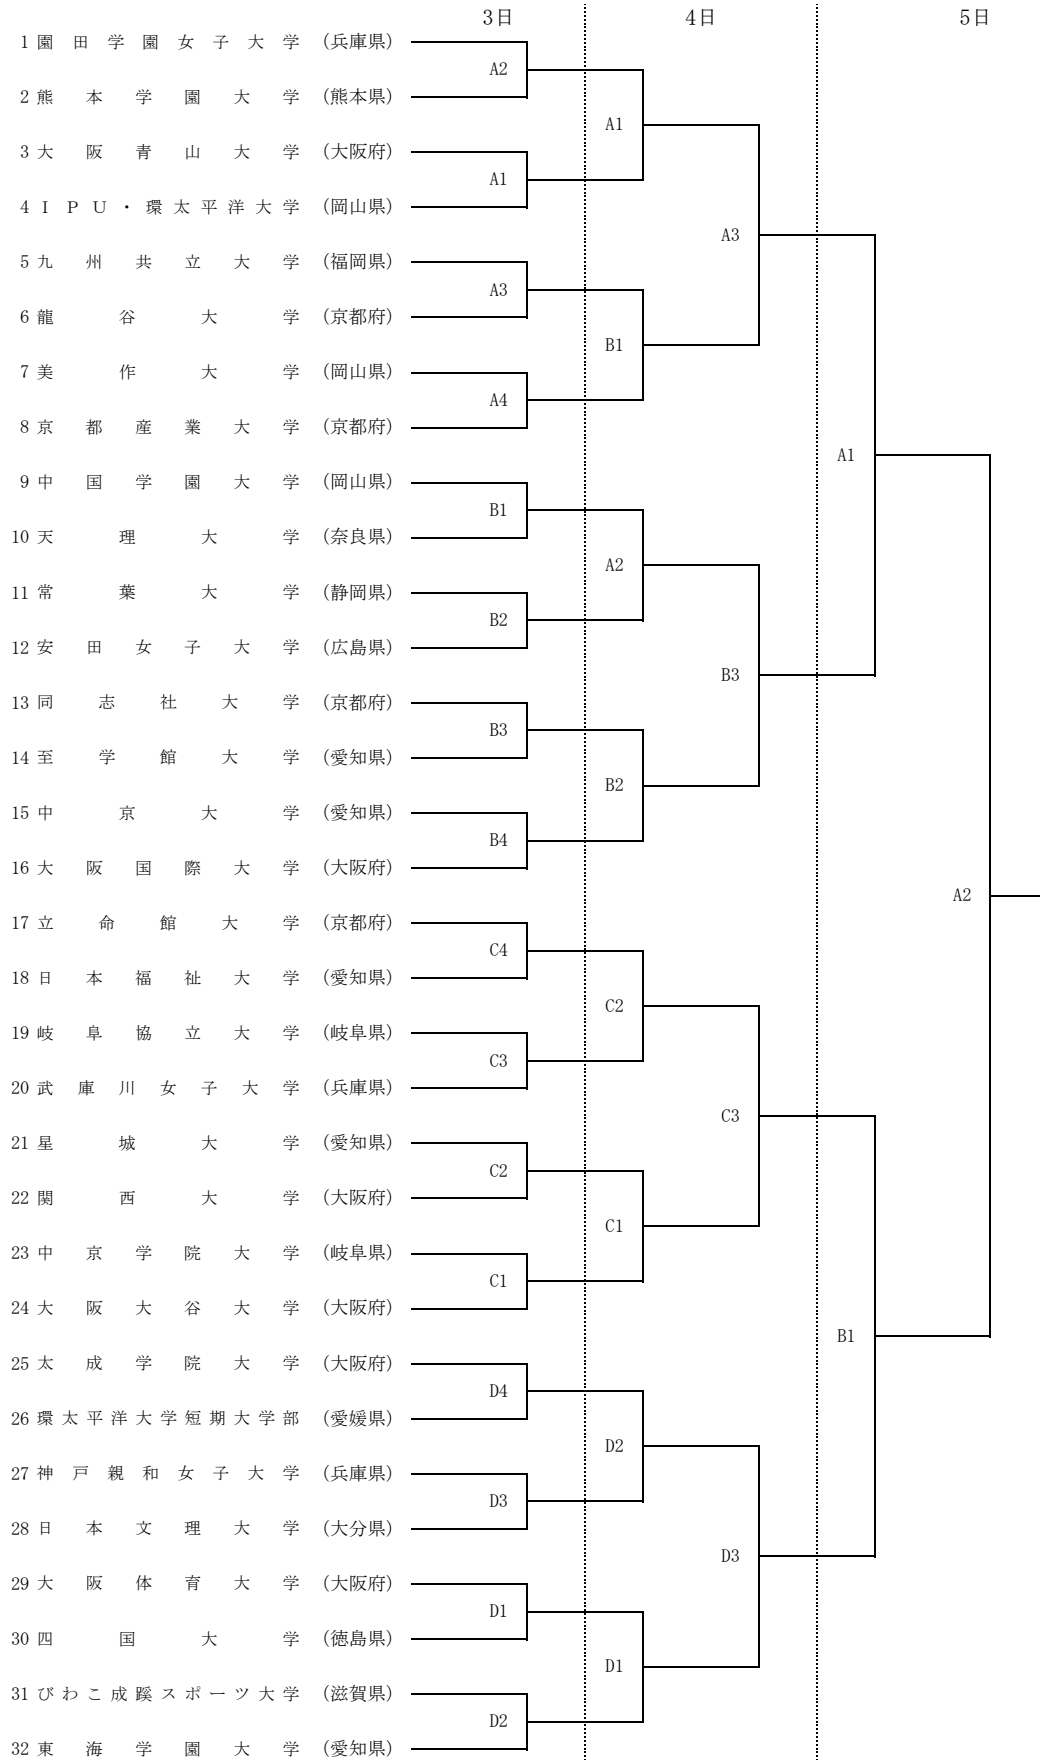 3日 4日 5日
1 園田学園女子大学 (兵庫県)
A2
2 熊本学園大学 (熊本県)
A1
3 大阪青山大学 (大阪府)
A1
4 ＩＰＵ・環太平洋大学 (岡山県)
A3
5 九州共立大学 (福岡県)
A3
6 龍谷大学 (京都府)
B1
7 美作大学 (岡山県)
A4
8 京都産業大学 (京都府)
A1
9 中国学園大学 (岡山県)
B1
10 天理大学 (奈良県)
A2
11 常葉大学 (静岡県)
B2
12 安田女子大学 (広島県)
B3
13 同志社大学 (京都府)
B3
14 至学館大学 (愛知県)
B2
15 中京大学 (愛知県)
B4
16 大阪国際大学 (大阪府)
A2
17 立命館大学 (京都府)
C4
18 日本福祉大学 (愛知県)
C2
19 岐阜協立大学 (岐阜県)
C3
20 武庫川女子大学 (兵庫県)
C3
21 星城大学 (愛知県)
C2
22 関西大学 (大阪府)
C1
23 中京学院大学 (岐阜県)
C1
24 大阪大谷大学 (大阪府)
B1
25 太成学院大学 (大阪府)
D4
26 環太平洋大学短期大学部 (愛媛県)
D2
27 神戸親和女子大学 (兵庫県)
D3
28 日本文理大学 (大分県)
D3
29 大阪体育大学 (大阪府)
D1
30 四国大学 (徳島県)
D1
31 びわこ成蹊スポーツ大学 (滋賀県)
D2
32 東海学園大学 (愛知県)